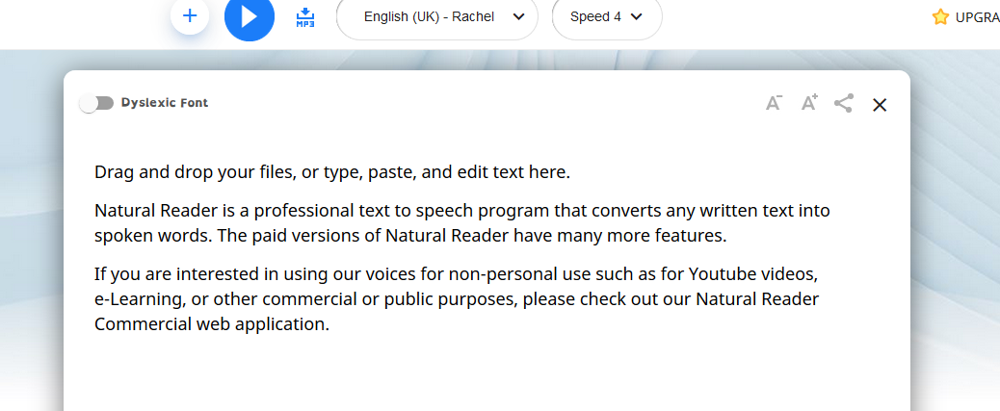 MP3
English (UK) - Rachel
Speed 4
UPGRA
Dyslexic Font
A-
A+
Drag and drop your files, or type, paste, and edit text here.
Natural Reader is a professional text to speech program that converts any written text into
spoken words. The paid versions of Natural Reader have many more features.
If you are interested in using our voices for non-personal use such as for Youtube videos,
e-Learning, or other commercial or public purposes, please check out our Natural Reader
Commercial web application.